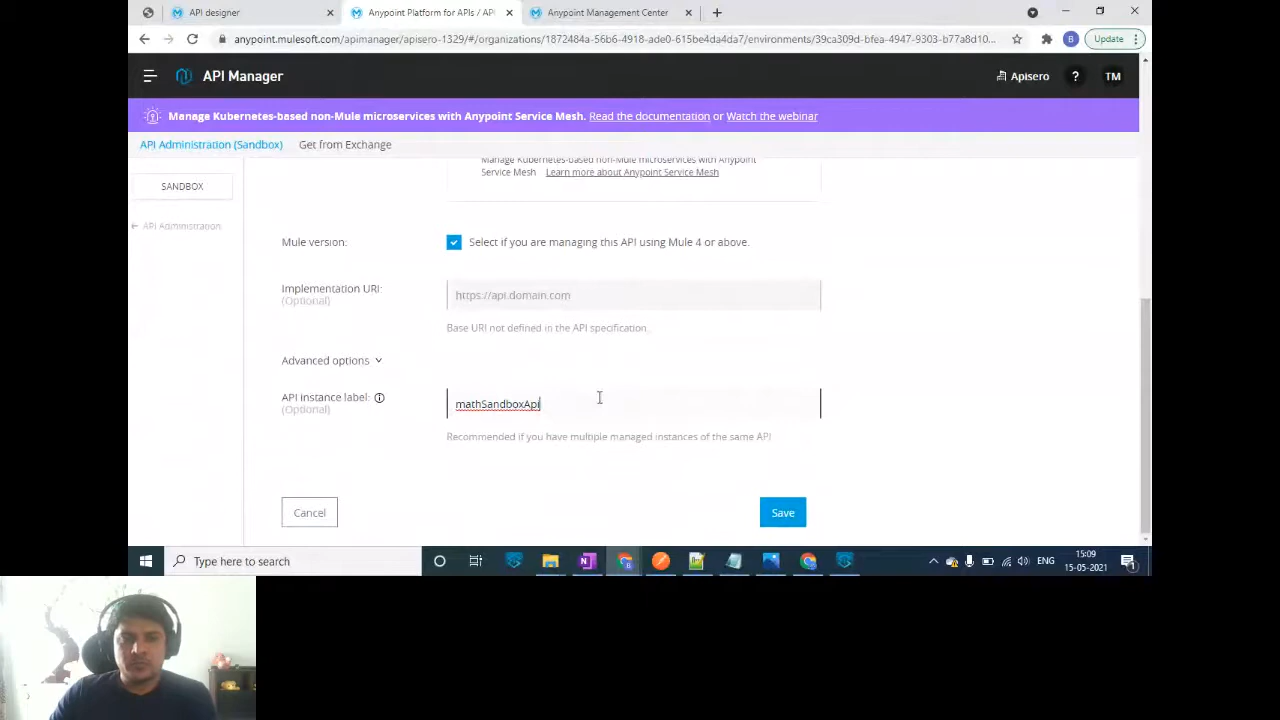 API designer
Anypoint Platform for APIs / API
Anypoint Management Center
anypoint.mulesoft.com/apimanager/apisero-1329/#/organizations/1872484a-56b6-4918-ade0-615be4da4da7/environments/39ca309d-bfea-4947-9303-b77a8d10...
B
Update
API Manager
Apisero
?
TM
Manage Kubernetes-based non-Mule microservices with Anypoint Service Mesh. Read the documentation or Watch the webinar
API Administration (Sandbox)
Get from Exchange
Manage Kubernetes-based non-Mule microservices with Anypoint
Service Mesh Learn more about Anypoint Service Mesh
SANDBOX
API Administration
Mule version:
Select if you are managing this API using Mule 4 or above.
Implementation URI:
(Optional)
https://api.domain.com
Base URI not defined in the API specification.
Advanced options
API instance label:
(Optional)
mathSandboxApi
Recommended if you have multiple managed instances of the same API
Cancel
Save
Type here to search
ENG
15:09
15-05-2021
1